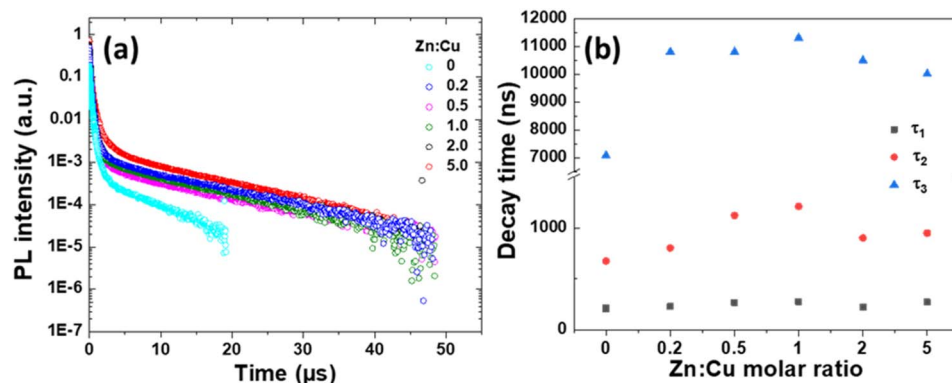 (a)
Zn:Cu
0
0.2
0.5
1.0
2.0
5.0
1
0.1
0.01
1E-3
1E-4
1E-5
1E-6
1E-7
PL intensity (a.u.)
0 10 20 30 40 50
Time (µs)
(b)
12000
11000
10000
9000
8000
7000
1000
0
Decay time (ns)
τ1
τ2
τ3
0 0.2 0.5 1 2 5
Zn:Cu molar ratio